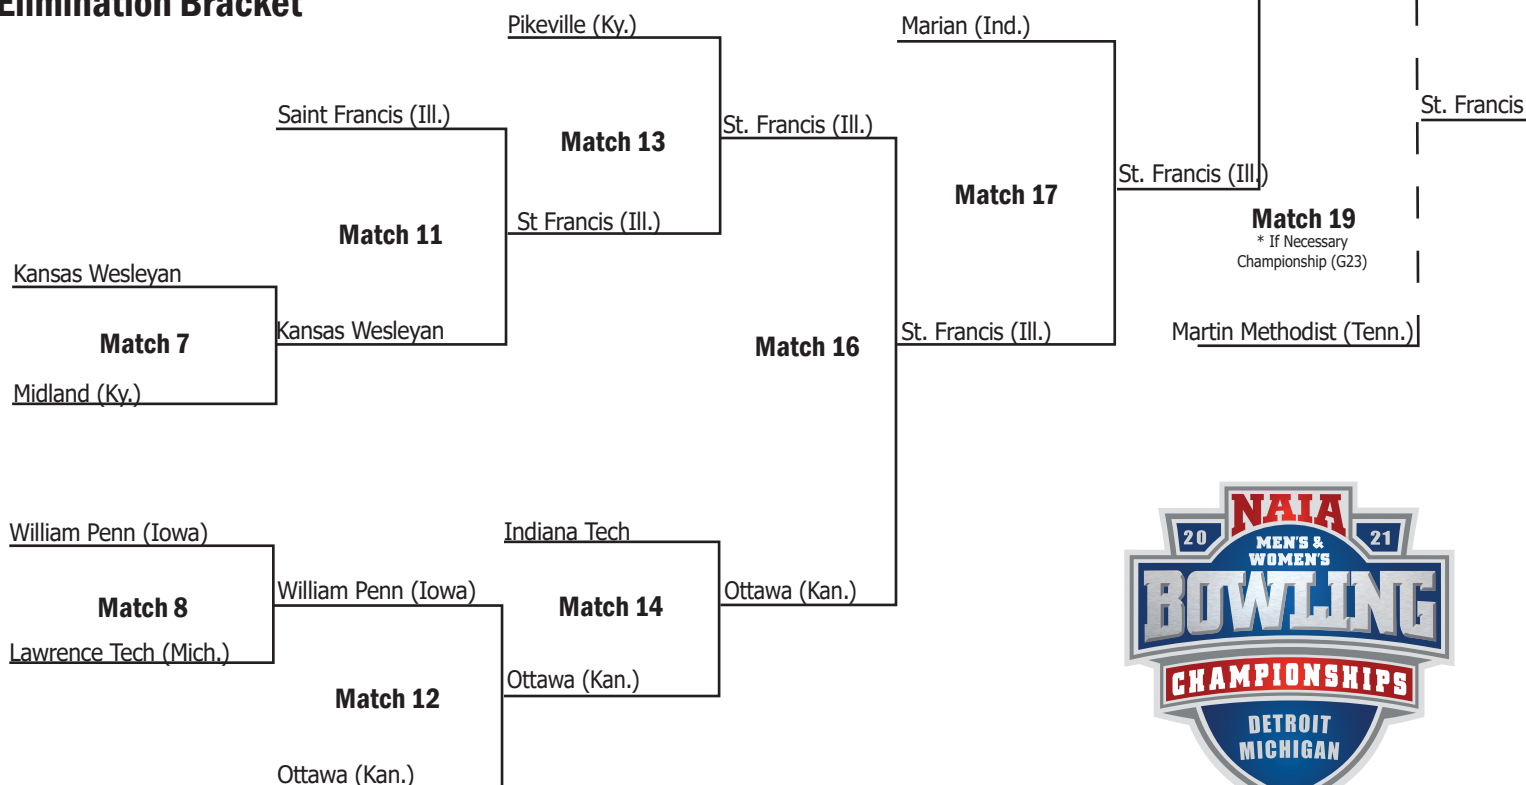 Elimination Bracket
Pikeville (Ky.)
Marian (Ind.)
St. Francis
Saint Francis (Ill.)
St. Francis (Ill.)
Match 13
St. Francis (Ill.)
Match 17
Match 19
* If Necessary
Championship (G23)
St Francis (Ill.)
Match 11
Kansas Wesleyan
Match 7
Kansas Wesleyan
Match 16
St. Francis (Ill.)
Martin Methodist (Tenn.)
Midland (Ky.)
William Penn (Iowa)
Indiana Tech
William Penn (Iowa)
Match 8
Match 14
Ottawa (Kan.)
Lawrence Tech (Mich.)
Ottawa (Kan.)
Match 12
Ottawa (Kan.)
NAIA
20 21
MEN'S &
WOMEN'S
BOWLING
CHAMPIONSHIPS
DETROIT
MICHIGAN